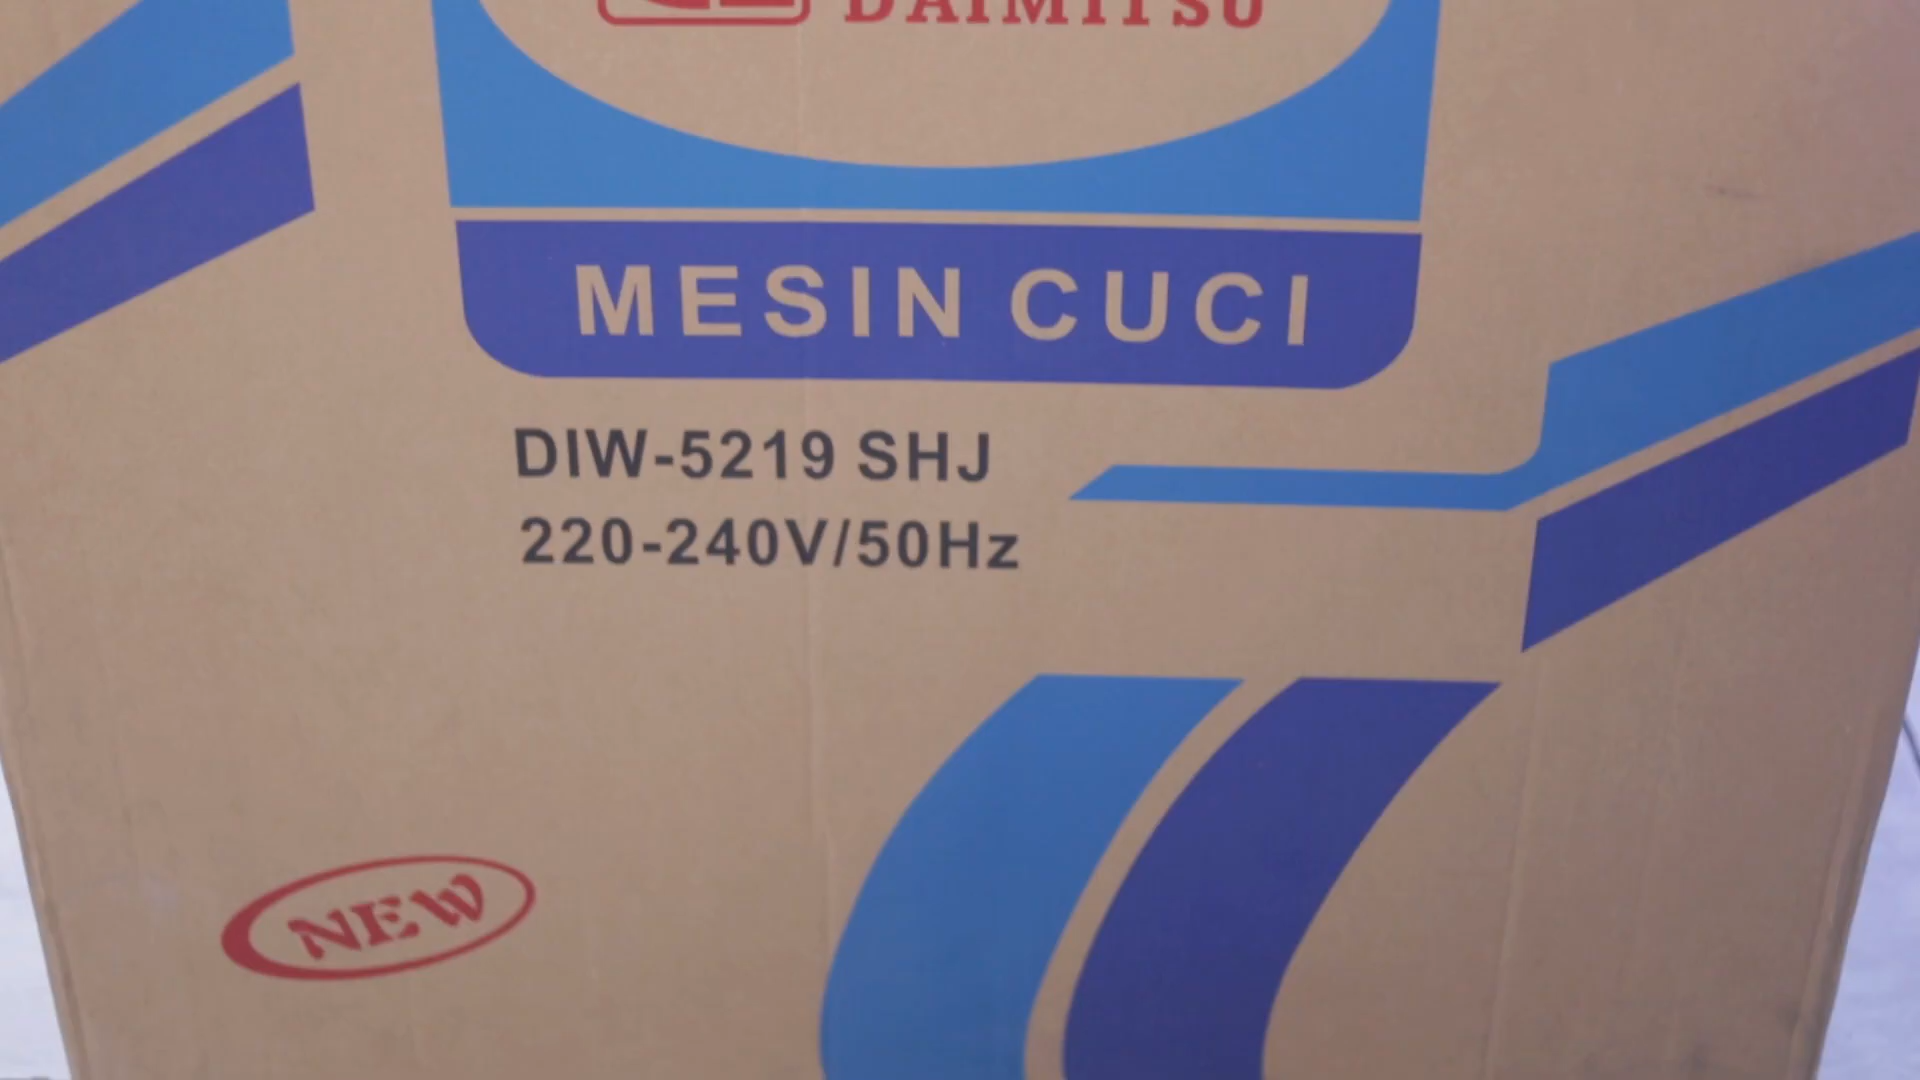 DAIMITSU
MESIN CUCI
DIW-5219 SHJ
220-240V/50Hz
NEW